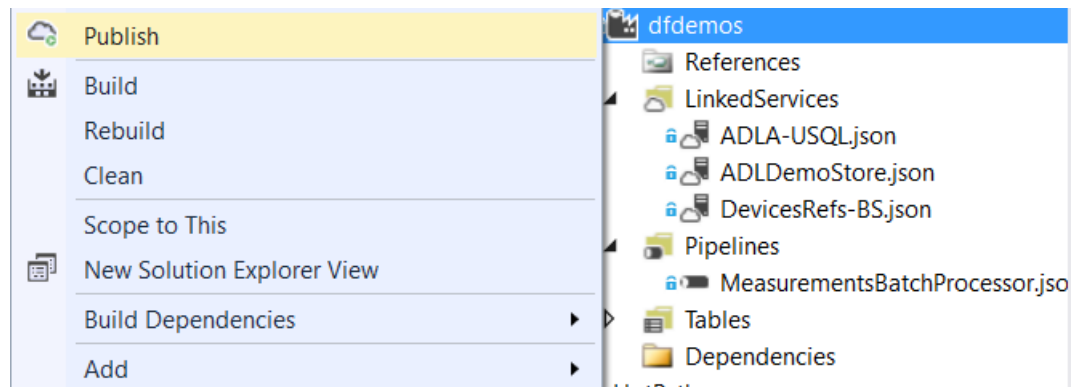 Publish
Build
Rebuild
Clean
Scope to This
New Solution Explorer View
Build Dependencies
Add
dfdemos
References
LinkedServices
ADLA-USQL.json
ADLDemoStore.json
DevicesRefs-BS.json
Pipelines
MeasurementsBatchProcessor.jso
Tables
Dependencies